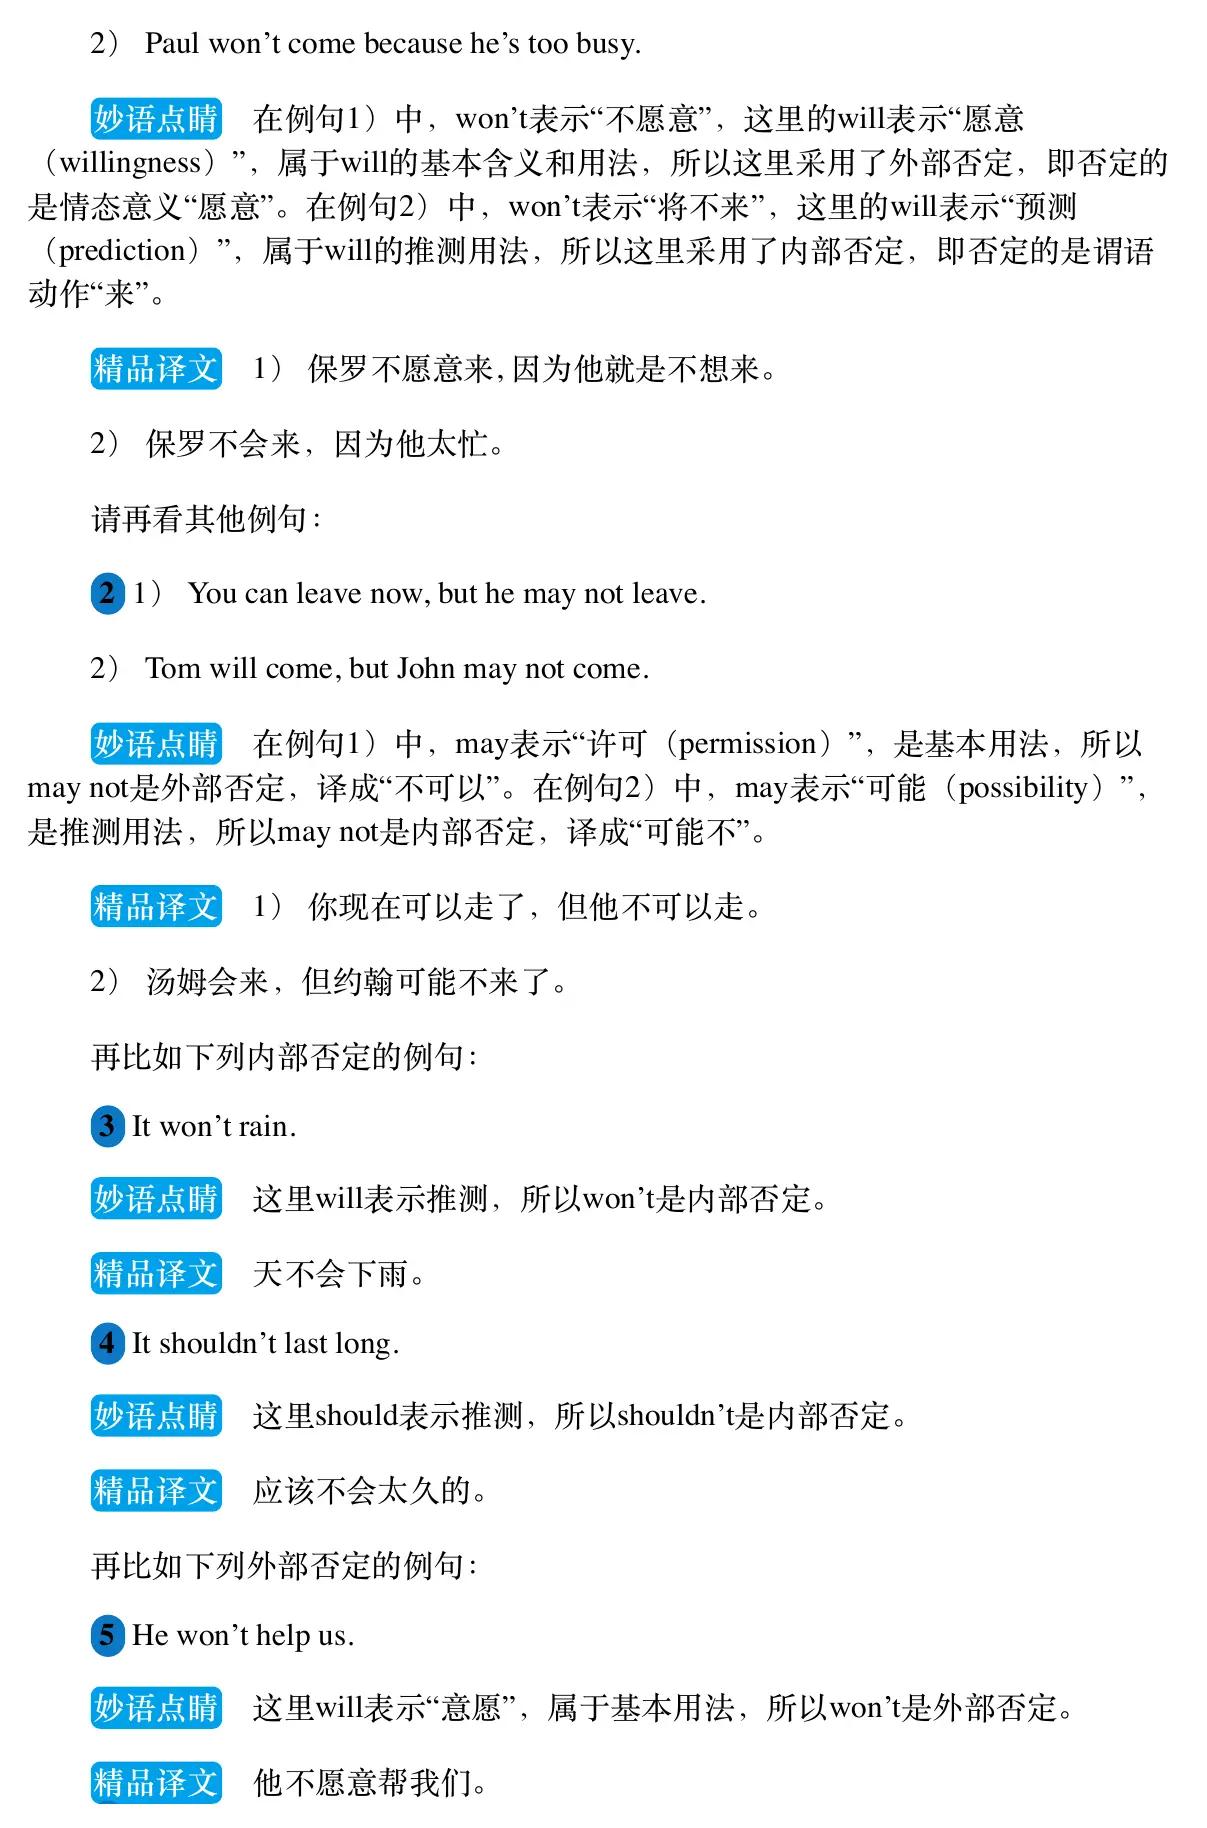 2） Paul won’t come because he’s too busy.
妙语点睛 在例句1）中，won’t表示“不愿意”，这里的will表示“愿意
（willingness）”，属于will的基本含义和用法，所以这里采用了外部否定，即否定的
是情态意义“愿意”。在例句2）中，won’t表示“将不来”，这里的will表示“预测
（prediction）”，属于will的推测用法，所以这里采用了内部否定，即否定的是谓语
动作“来”。
精品译文 1） 保罗不愿意来, 因为他就是不想来。
2） 保罗不会来，因为他太忙。
请再看其他例句：
2 1） You can leave now, but he may not leave.
2） Tom will come, but John may not come.
妙语点睛 在例句1）中，may表示“许可（permission）”，是基本用法，所以
may not是外部否定，译成“不可以”。在例句2）中，may表示“可能（possibility）”，
是推测用法，所以may not是内部否定，译成“可能不”。
精品译文 1） 你现在可以走了，但他不可以走。
2） 汤姆会来，但约翰可能不来了。
再比如下列内部否定的例句：
3 It won’t rain.
妙语点睛 这里will表示推测，所以won’t是内部否定。
精品译文 天不会下雨。
4 It shouldn’t last long.
妙语点睛 这里should表示推测，所以shouldn’t是内部否定。
精品译文 应该不会太久的。
再比如下列外部否定的例句：
5 He won’t help us.
妙语点睛 这里will表示“意愿”，属于基本用法，所以won’t是外部否定。
精品译文 他不愿意帮我们。